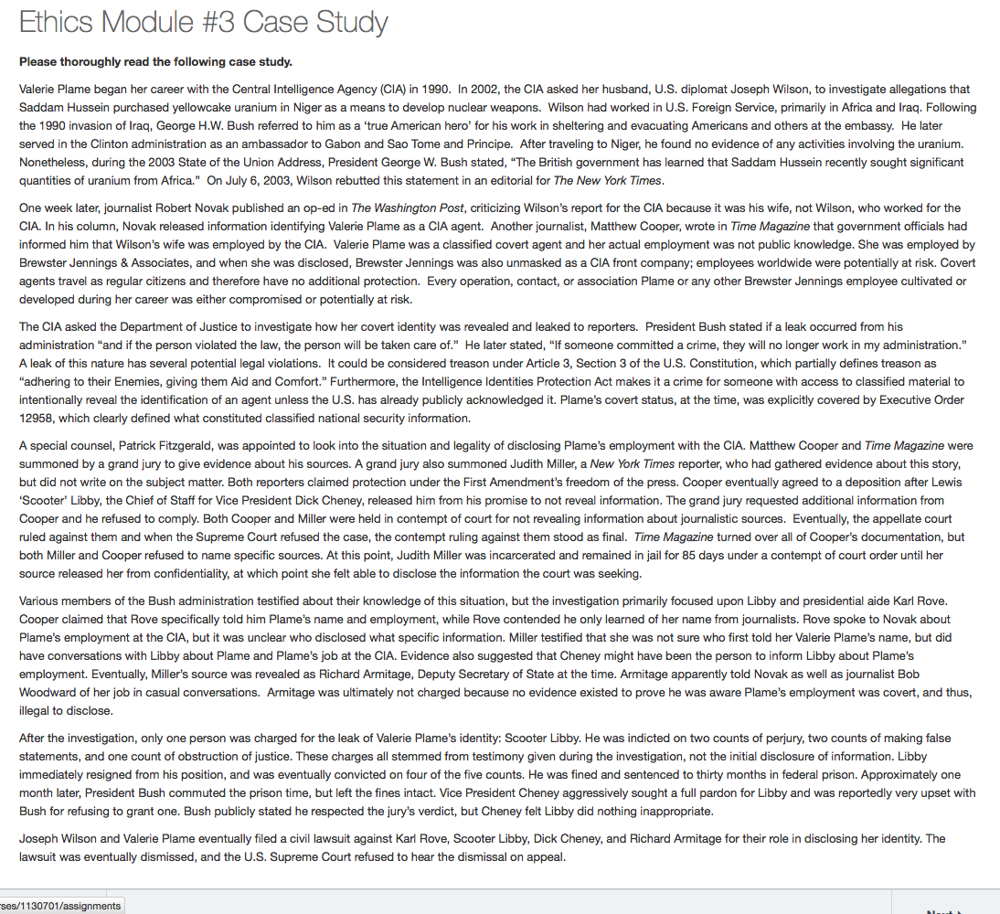 Ethics Module #3 Case Study
Please thoroughly read the following case study.
Valerie Plame began her career with the Central Intelligence Agency (CIA) in 1990.  In 2002, the CIA asked her husband, U.S. diplomat Joseph Wilson, to investigate allegations that
Saddam Hussein purchased yellowcake uranium in Niger as a means to develop nuclear weapons.  Wilson had worked in U.S. Foreign Service, primarily in Africa and Iraq. Following
the 1990 invasion of Iraq, George H.W. Bush referred to him as a ‘true American hero’ for his work in sheltering and evacuating Americans and others at the embassy.  He later
served in the Clinton administration as an ambassador to Gabon and Sao Tome and Principe.  After traveling to Niger, he found no evidence of any activities involving the uranium.
Nonetheless, during the 2003 State of the Union Address, President George W. Bush stated, “The British government has learned that Saddam Hussein recently sought significant
quantities of uranium from Africa.”  On July 6, 2003, Wilson rebutted this statement in an editorial for The New York Times.
One week later, journalist Robert Novak published an op-ed in The Washington Post, criticizing Wilson’s report for the CIA because it was his wife, not Wilson, who worked for the
CIA. In his column, Novak released information identifying Valerie Plame as a CIA agent.  Another journalist, Matthew Cooper, wrote in Time Magazine that government officials had
informed him that Wilson’s wife was employed by the CIA.  Valerie Plame was a classified covert agent and her actual employment was not public knowledge. She was employed by
Brewster Jennings & Associates, and when she was disclosed, Brewster Jennings was also unmasked as a CIA front company; employees worldwide were potentially at risk. Covert
agents travel as regular citizens and therefore have no additional protection.  Every operation, contact, or association Plame or any other Brewster Jennings employee cultivated or
developed during her career was either compromised or potentially at risk.
The CIA asked the Department of Justice to investigate how her covert identity was revealed and leaked to reporters.  President Bush stated if a leak occurred from his
administration “and if the person violated the law, the person will be taken care of.”  He later stated, “If someone committed a crime, they will no longer work in my administration.”
A leak of this nature has several potential legal violations.  It could be considered treason under Article 3, Section 3 of the U.S. Constitution, which partially defines treason as
“adhering to their Enemies, giving them Aid and Comfort.” Furthermore, the Intelligence Identities Protection Act makes it a crime for someone with access to classified material to
intentionally reveal the identification of an agent unless the U.S. has already publicly acknowledged it. Plame’s covert status, at the time, was explicitly covered by Executive Order
12958, which clearly defined what constituted classified national security information.
A special counsel, Patrick Fitzgerald, was appointed to look into the situation and legality of disclosing Plame’s employment with the CIA. Matthew Cooper and Time Magazine were
summoned by a grand jury to give evidence about his sources. A grand jury also summoned Judith Miller, a New York Times reporter, who had gathered evidence about this story,
but did not write on the subject matter. Both reporters claimed protection under the First Amendment’s freedom of the press. Cooper eventually agreed to a deposition after Lewis
‘Scooter’ Libby, the Chief of Staff for Vice President Dick Cheney, released him from his promise to not reveal information. The grand jury requested additional information from
Cooper and he refused to comply. Both Cooper and Miller were held in contempt of court for not revealing information about journalistic sources.  Eventually, the appellate court
ruled against them and when the Supreme Court refused the case, the contempt ruling against them stood as final.  Time Magazine turned over all of Cooper’s documentation, but
both Miller and Cooper refused to name specific sources. At this point, Judith Miller was incarcerated and remained in jail for 85 days under a contempt of court order until her
source released her from confidentiality, at which point she felt able to disclose the information the court was seeking.
Various members of the Bush administration testified about their knowledge of this situation, but the investigation primarily focused upon Libby and presidential aide Karl Rove.
Cooper claimed that Rove specifically told him Plame’s name and employment, while Rove contended he only learned of her name from journalists. Rove spoke to Novak about
Plame’s employment at the CIA, but it was unclear who disclosed what specific information. Miller testified that she was not sure who first told her Valerie Plame’s name, but did
have conversations with Libby about Plame and Plame’s job at the CIA. Evidence also suggested that Cheney might have been the person to inform Libby about Plame’s
employment. Eventually, Miller’s source was revealed as Richard Armitage, Deputy Secretary of State at the time. Armitage apparently told Novak as well as journalist Bob
Woodward of her job in casual conversations.  Armitage was ultimately not charged because no evidence existed to prove he was aware Plame’s employment was covert, and thus,
illegal to disclose.
After the investigation, only one person was charged for the leak of Valerie Plame’s identity: Scooter Libby. He was indicted on two counts of perjury, two counts of making false
statements, and one count of obstruction of justice. These charges all stemmed from testimony given during the investigation, not the initial disclosure of information. Libby
immediately resigned from his position, and was eventually convicted on four of the five counts. He was fined and sentenced to thirty months in federal prison. Approximately one
month later, President Bush commuted the prison time, but left the fines intact. Vice President Cheney aggressively sought a full pardon for Libby and was reportedly very upset with
Bush for refusing to grant one. Bush publicly stated he respected the jury’s verdict, but Cheney felt Libby did nothing inappropriate.
Joseph Wilson and Valerie Plame eventually filed a civil lawsuit against Karl Rove, Scooter Libby, Dick Cheney, and Richard Armitage for their role in disclosing her identity. The
lawsuit was eventually dismissed, and the U.S. Supreme Court refused to hear the dismissal on appeal.
rses/1130701/assignments
Next